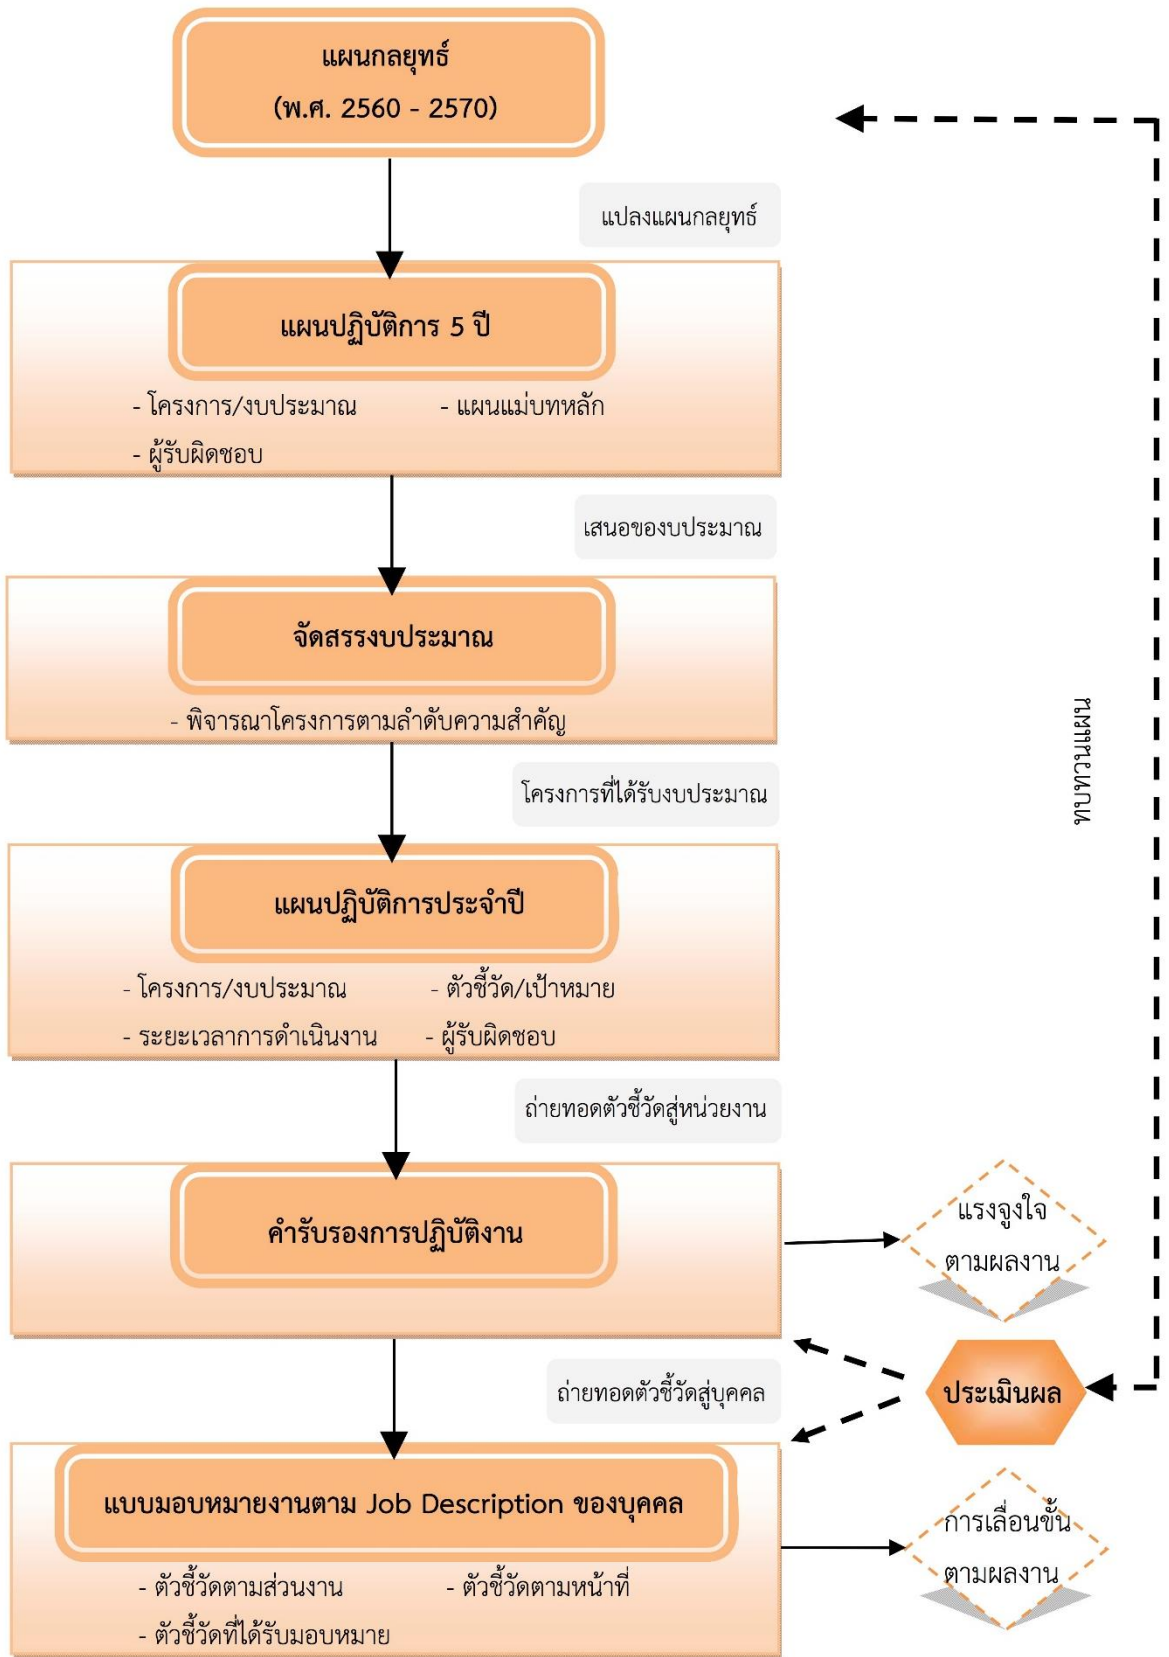 แผนกลยุทธ์
(พ.ศ. 2560 - 2570)
แปลงแผนกลยุทธ์
แผนปฏิบัติการ 5 ปี
- โครงการ/งบประมาณ - แผนแม่บทหลัก
- ผู้รับผิดชอบ
เสนอของบประมาณ
จัดสรรงบประมาณ
- พิจารณาโครงการตามลำดับความสำคัญ
ทบทวนแผน
โครงการที่ได้รับงบประมาณ
แผนปฏิบัติการประจำปี
- โครงการ/งบประมาณ - ตัวชี้วัด/เป้าหมาย
- ระยะเวลาการดำเนินงาน - ผู้รับผิดชอบ
ถ่ายทอดตัวชี้วัดสู่หน่วยงาน
คำรับรองการปฏิบัติงาน
แรงจูงใจ
ตามผลงาน
ถ่ายทอดตัวชี้วัดสู่บุคคล
ประเมินผล
แบบมอบหมายงานตาม Job Description ของบุคคล
- ตัวชี้วัดตามส่วนงาน - ตัวชี้วัดตามหน้าที่
- ตัวชี้วัดที่ได้รับมอบหมาย
การเลื่อนขั้น
ตามผลงาน